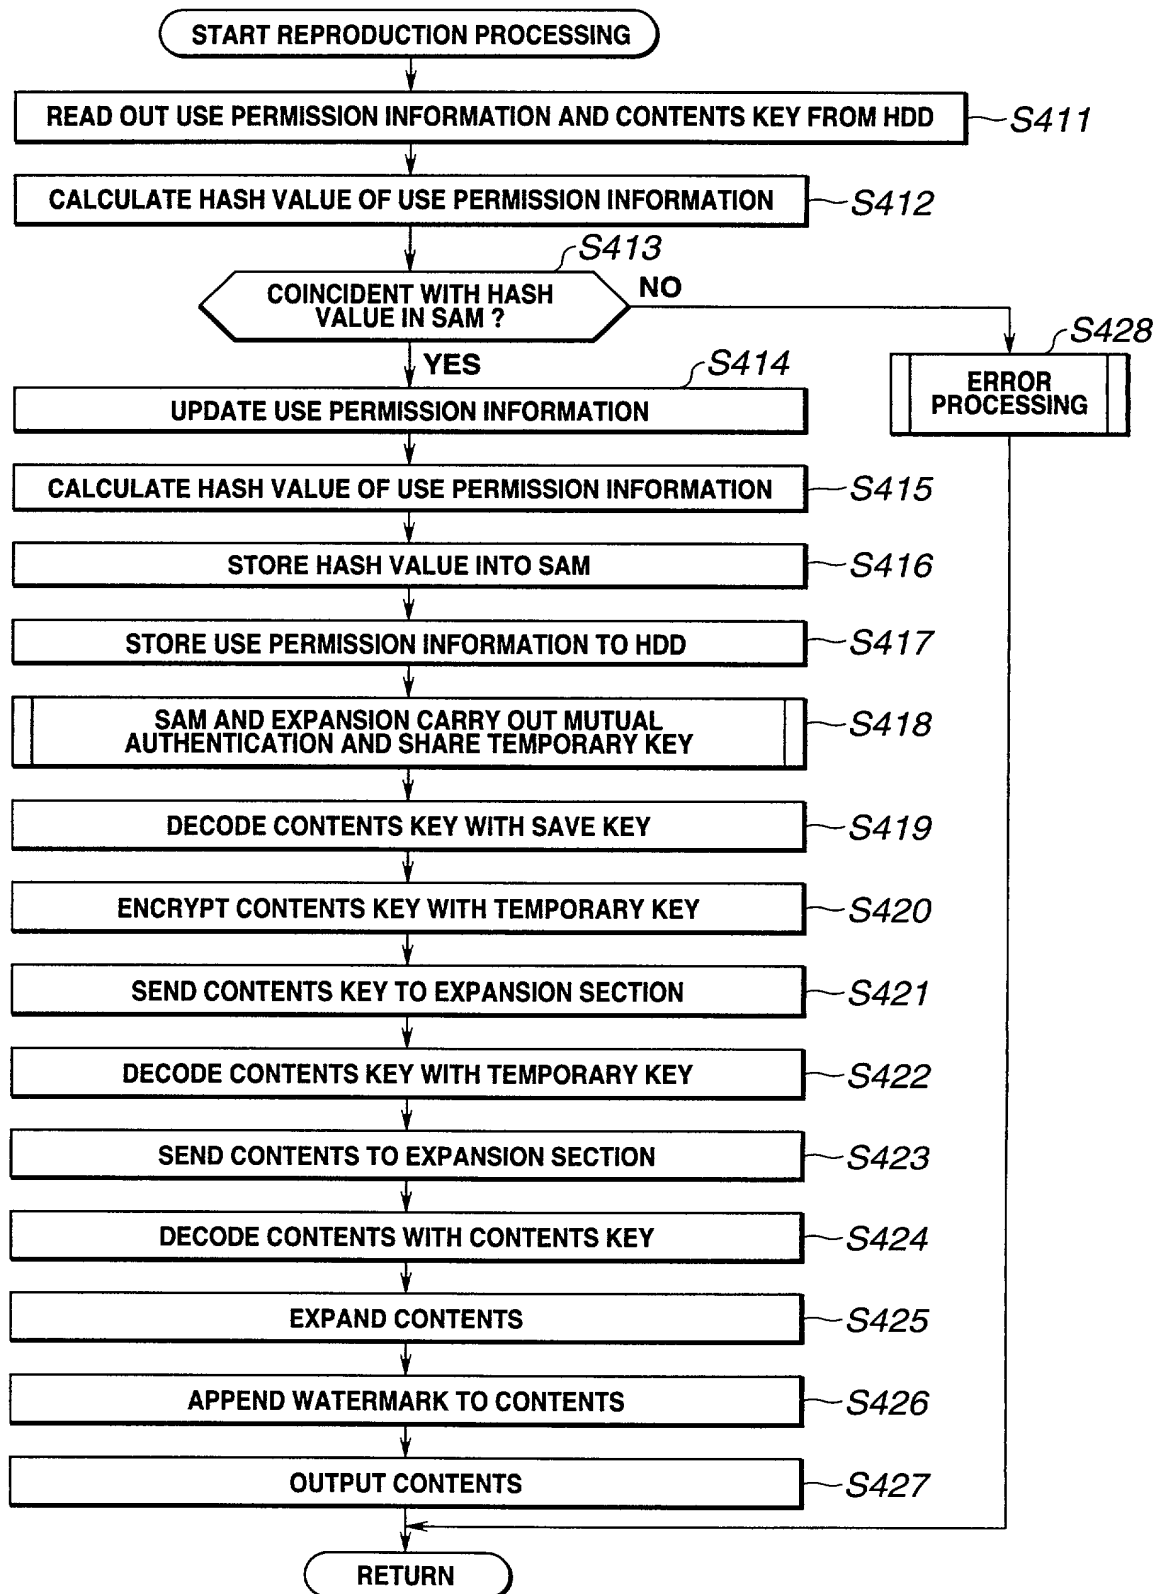 START REPRODUCTION PROCESSING
READ OUT USE PERMISSION INFORMATION AND CONTENTS KEY FROM HDD
S411
CALCULATE HASH VALUE OF USE PERMISSION INFORMATION
S412
S413
COINCIDENT WITH HASH
VALUE IN SAM ?
NO
YES
S428
ERROR
PROCESSING
S414
UPDATE USE PERMISSION INFORMATION
CALCULATE HASH VALUE OF USE PERMISSION INFORMATION
S415
STORE HASH VALUE INTO SAM
S416
STORE USE PERMISSION INFORMATION TO HDD
S417
SAM AND EXPANSION CARRY OUT MUTUAL
AUTHENTICATION AND SHARE TEMPORARY KEY
S418
DECODE CONTENTS KEY WITH SAVE KEY
S419
ENCRYPT CONTENTS KEY WITH TEMPORARY KEY
S420
SEND CONTENTS KEY TO EXPANSION SECTION
S421
DECODE CONTENTS KEY WITH TEMPORARY KEY
S422
SEND CONTENTS TO EXPANSION SECTION
S423
DECODE CONTENTS WITH CONTENTS KEY
S424
EXPAND CONTENTS
S425
APPEND WATERMARK TO CONTENTS
S426
OUTPUT CONTENTS
S427
RETURN